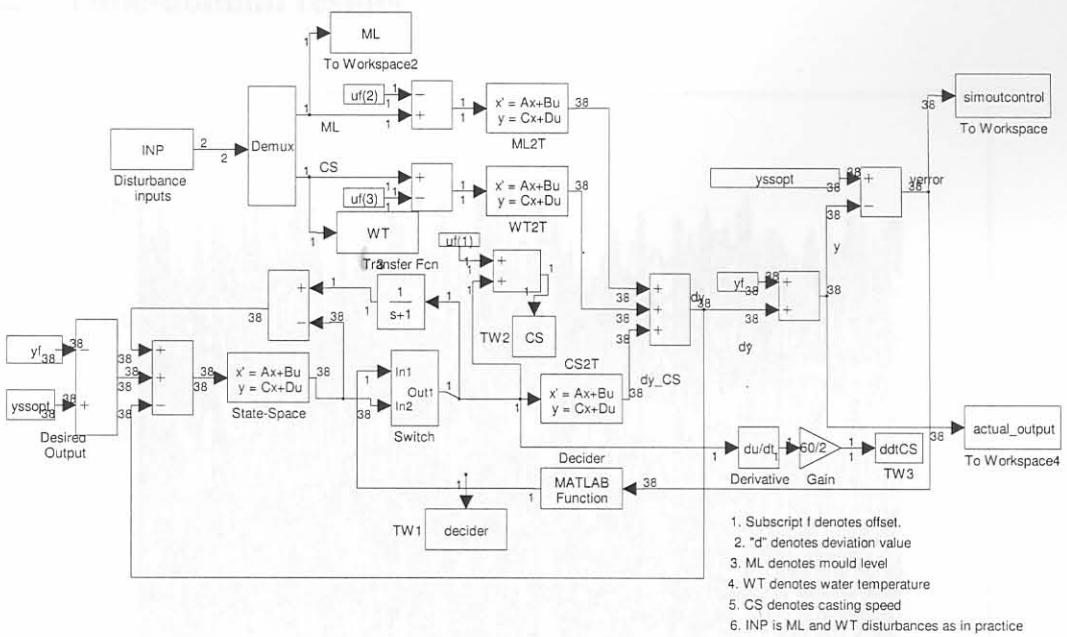 ML
To Workspace2
uf(2)
x' = Ax+Bu
y = Cx+Du
ML2T
simoutcontrol
To Workspace
INP
Disturbance
inputs
Demux
ML
CS
uf(3)
x' = Ax+Bu
y = Cx+Du
WT2T
yssopt
yerror
WT
Transfer Fcn
uf(1)
y
1
s+1
TW2
CS
dy
yf
dy
yf
yssopt
Desired
Output
x' = Ax+Bu
y = Cx+Du
State-Space
In1
In2
Out1
Switch
CS2T
x' = Ax+Bu
y = Cx+Du
dy_CS
actual_output
To Workspace4
Decider
MATLAB
Function
du/dt
Derivative
60/2
Gain
ddtCS
TW3
TW1
decider
1. Subscript f denotes offset.
2. "d" denotes deviation value
3. ML denotes mould level
4. WT denotes water temperature
5. CS denotes casting speed
6. INP is ML and WT disturbances as in practice